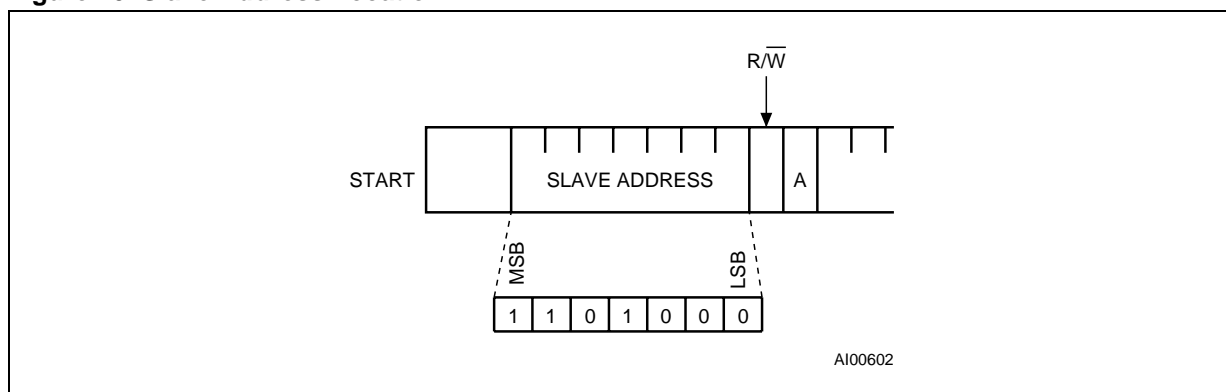 R/W̅
START
SLAVE ADDRESS
A
MSB
LSB
1 1 0 1 0 0 0
AI00602